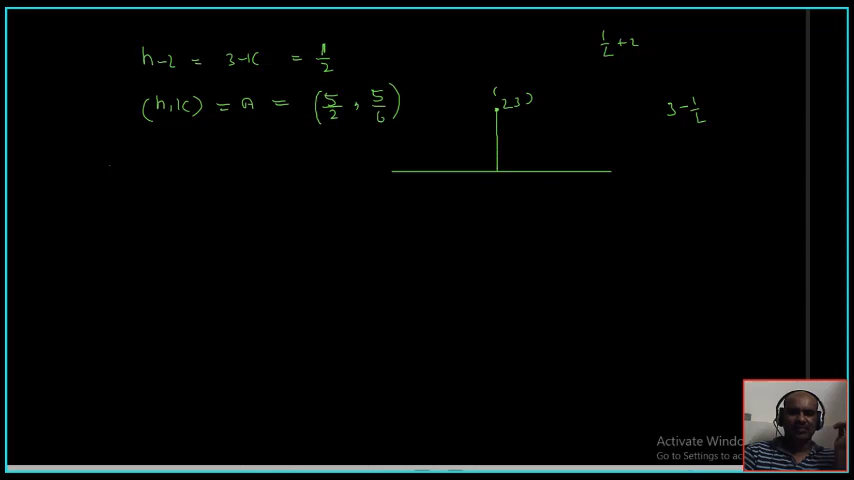 h-2 = 3-k = 1/2
1/2 + 2
(h, k) = A = (5/2, 5/6)
(2 3)
3 - 1/2
Activate Windo
Go to Settings to ac